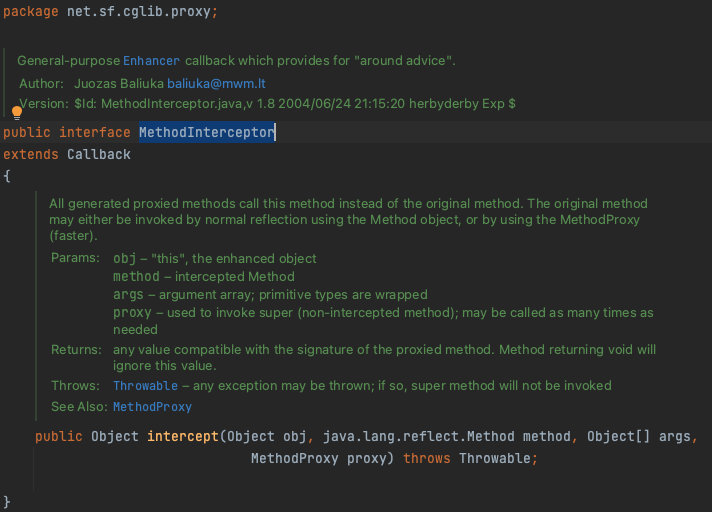 package net.sf.cglib.proxy;
General-purpose Enhancer callback which provides for "around advice".
Author: Juozas Baliuka baliuka@mwm.lt
Version: $Id: MethodInterceptor.java,v 1.8 2004/06/24 21:15:20 herbyderby Exp $
public interface MethodInterceptor
extends Callback
{
All generated proxied methods call this method instead of the original method. The original method
may either be invoked by normal reflection using the Method object, or by using the MethodProxy
(faster).
Params: obj – "this", the enhanced object
method – intercepted Method
args – argument array; primitive types are wrapped
proxy – used to invoke super (non-intercepted method); may be called as many times as
needed
Returns: any value compatible with the signature of the proxied method. Method returning void will
ignore this value.
Throws: Throwable – any exception may be thrown; if so, super method will not be invoked
See Also: MethodProxy
public Object intercept(Object obj, java.lang.reflect.Method method, Object[] args,
MethodProxy proxy) throws Throwable;
}